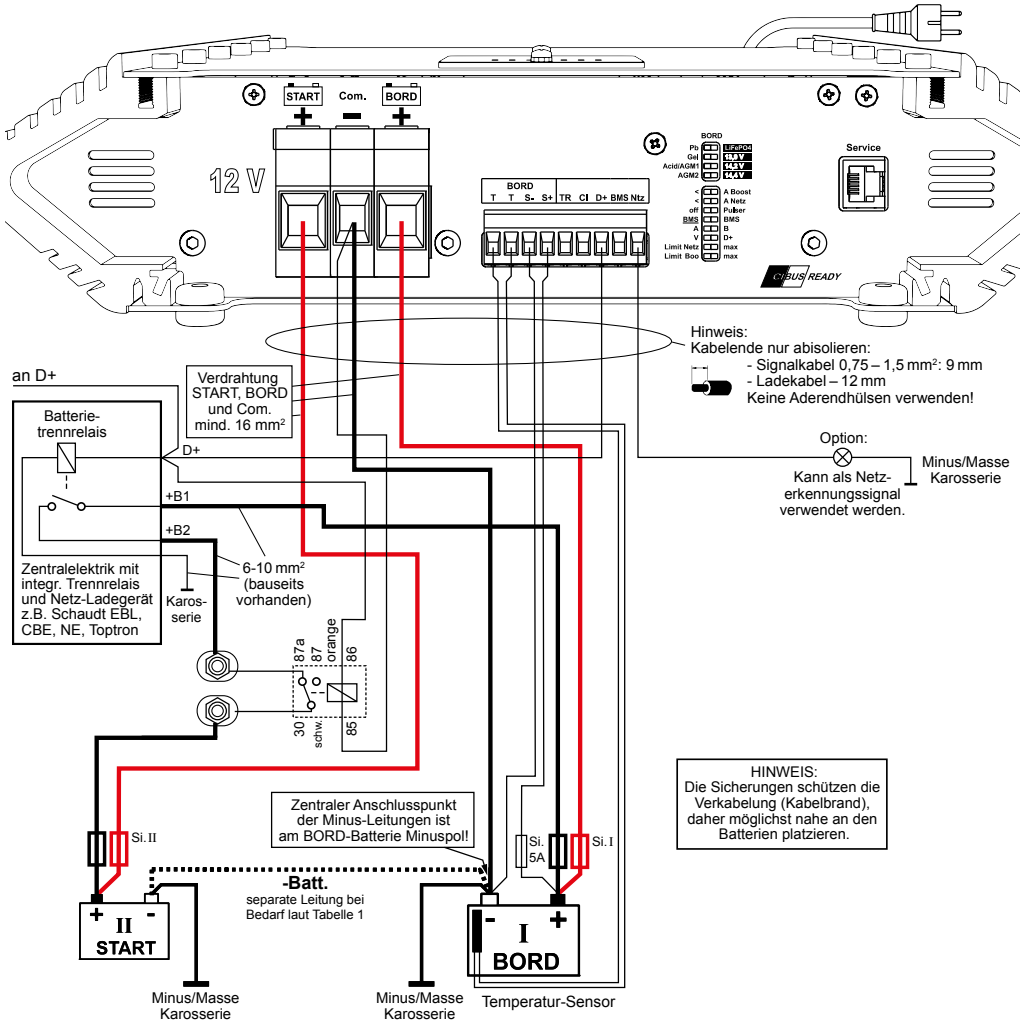 START Com. BORD
+ − +
12 V
BORD
T T S- S+ TR CI D+ BMS Ntz
BORD
Pb LiFePO4
Gel
Acid/AGM1
AGM2
< A Boost
< A Netz
off Pulser
BMS BMS
A B
V D+
Limit Netz max
Limit Boo max
Service
CI BUS READY
Hinweis:
Kabelende nur abisolieren:
- Signalkabel 0,75 – 1,5 mm²: 9 mm
- Ladekabel – 12 mm
Keine Aderendhülsen verwenden!
an D+
Verdrahtung
START, BORD
und Com.
mind. 16 mm²
Batterie-
trennrelais
D+
+B1
+B2
Zentralelektrik mit
integr. Trennrelais
und Netz-Ladegerät
z.B. Schaudt EBL,
CBE, NE, Toptron
Karos-
serie
6-10 mm²
(bauseits
vorhanden)
Option:
Kann als Netz-
erkennungssignal
verwendet werden.
Minus/Masse
Karosserie
87a
87
orange
86
30
schw.
85
HINWEIS:
Die Sicherungen schützen die
Verkabelung (Kabelbrand),
daher möglichst nahe an den
Batterien platzieren.
Zentraler Anschlusspunkt
der Minus-Leitungen ist
am BORD-Batterie Minuspol!
Si. II
Si.
5A
Si. I
-Batt.
separate Leitung bei
Bedarf laut Tabelle 1
+ -
II
START
- +
I
BORD
Minus/Masse
Karosserie
Minus/Masse
Karosserie
Temperatur-Sensor